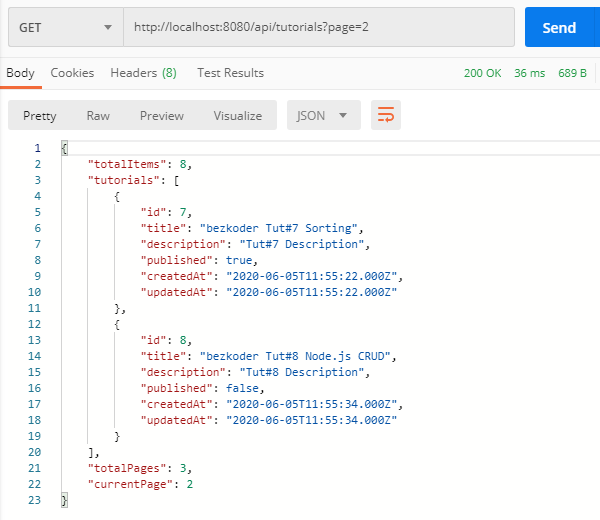 GET http://localhost:8080/api/tutorials?page=2 Send
Body Cookies Headers (8) Test Results 200 OK 36 ms 689 B
Pretty Raw Preview Visualize JSON
1 {
2 "totalItems": 8,
3 "tutorials": [
4 {
5 "id": 7,
6 "title": "bezkoder Tut#7 Sorting",
7 "description": "Tut#7 Description",
8 "published": true,
9 "createdAt": "2020-06-05T11:55:22.000Z",
10 "updatedAt": "2020-06-05T11:55:22.000Z"
11 },
12 {
13 "id": 8,
14 "title": "bezkoder Tut#8 Node.js CRUD",
15 "description": "Tut#8 Description",
16 "published": false,
17 "createdAt": "2020-06-05T11:55:34.000Z",
18 "updatedAt": "2020-06-05T11:55:34.000Z"
19 }
20 ],
21 "totalPages": 3,
22 "currentPage": 2
23 }